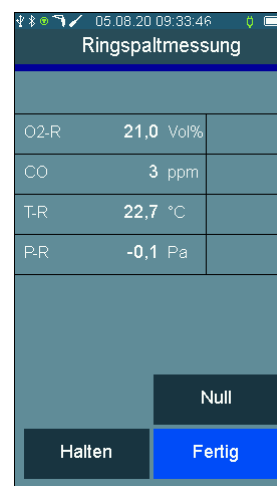 05.08.20 09:33:46
Ringspaltmessung
O2-R 21,0 Vol%
CO 3 ppm
T-R 22,7 °C
P-R -0,1 Pa
Null
Halten Fertig